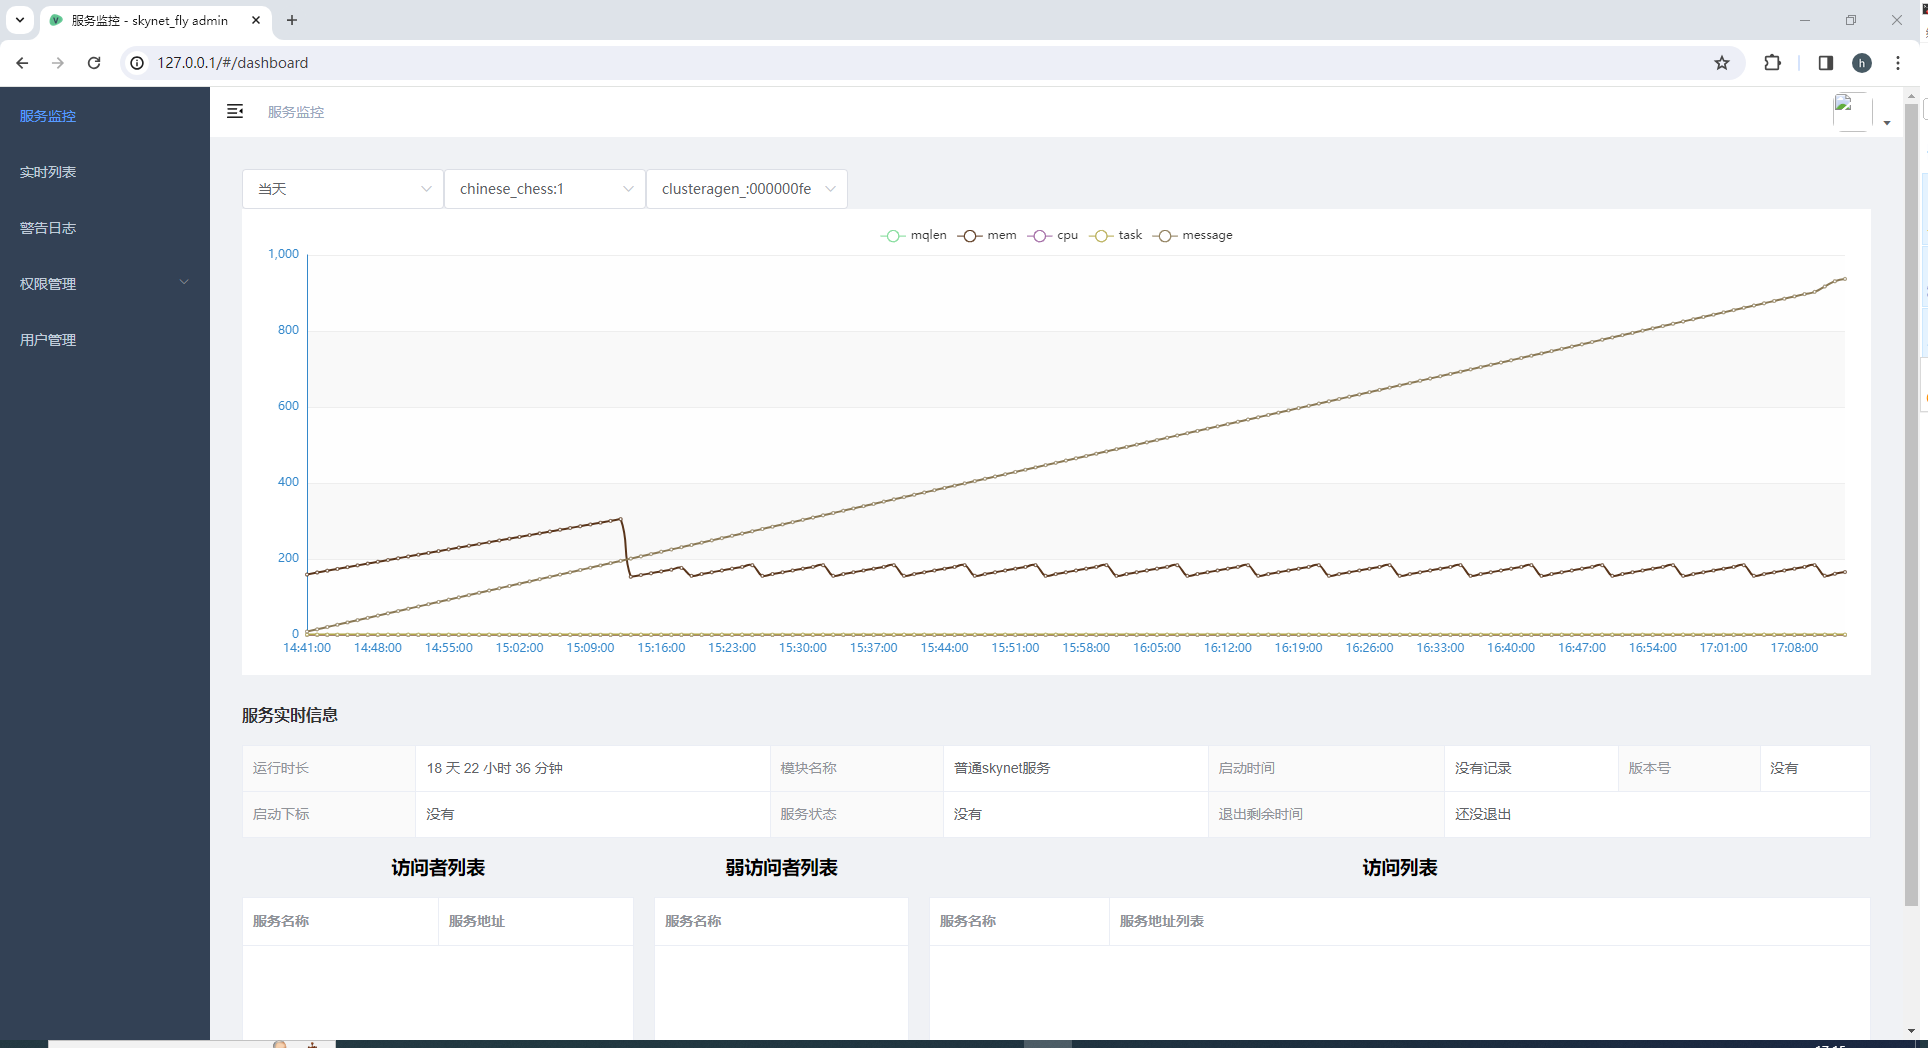 服务监控 - skynet_fly admin
127.0.0.1/#/dashboard
h
服务监控
实时列表
警告日志
权限管理
用户管理
服务监控
当天 chinese_chess:1 clusteragen_:000000fe
mqlen mem cpu task message
1,000
800
600
400
200
0
14:41:00 14:48:00 14:55:00 15:02:00 15:09:00 15:16:00 15:23:00 15:30:00 15:37:00 15:44:00 15:51:00 15:58:00 16:05:00 16:12:00 16:19:00 16:26:00 16:33:00 16:40:00 16:47:00 16:54:00 17:01:00 17:08:00
服务实时信息
运行时长 18 天 22 小时 36 分钟 模块名称 普通skynet服务 启动时间 没有记录 版本号 没有
启动下标 没有 服务状态 没有 退出剩余时间 还没退出
访问者列表 弱访问者列表 访问列表
服务名称 服务地址 服务名称 服务名称 服务地址列表